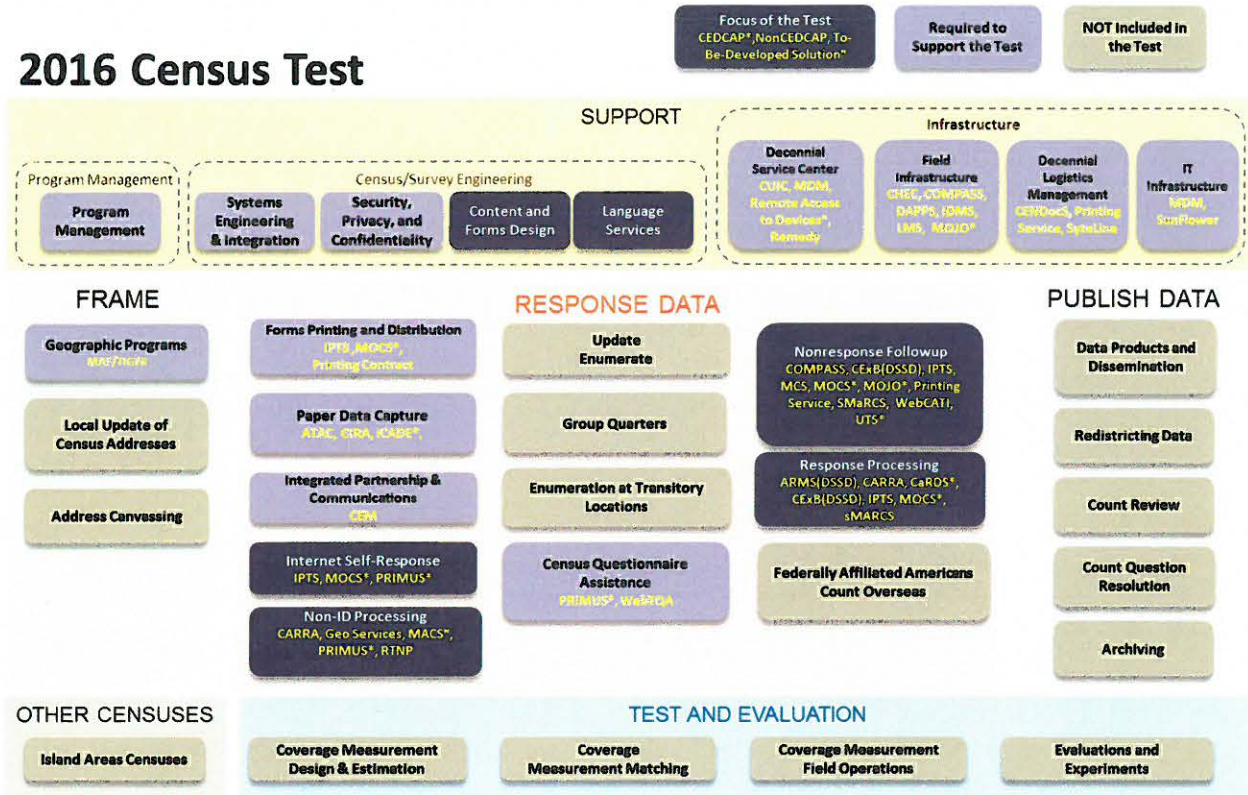 2016 Census Test
Focus of the Test
CEDCAP*,NonCEDCAP, To-
Be-Developed Solution*
Required to
Support the Test
NOT Included in
the Test
SUPPORT
Program Management
Program
Management
Census/Survey Engineering
Systems
Engineering
& Integration
Security,
Privacy, and
Confidentiality
Content and
Forms Design
Language
Services
Infrastructure
Decennial
Service Center
CUIC, MDM,
Remote Access
to Devices*,
Remedy
Field
Infrastructure
CHEC, COMPASS,
DAPPS, IDMS,
LMS, MOJO*
Decennial
Logistics
Management
CENDocS, Printing
Service, SyteLine
IT
Infrastructure
MDM,
SunFlower
FRAME
Geographic Programs
MAF/TIGER
Local Update of
Census Addresses
Address Canvassing
RESPONSE DATA
Forms Printing and Distribution
IPTS ,MOCS*,
Printing Contract
Paper Data Capture
ATAC, GIRA, iCADE*,
Integrated Partnership &
Communications
CEM
Internet Self-Response
IPTS, MOCS*, PRIMUS*
Non-ID Processing
CARRA, Geo Services, MACS*,
PRIMUS*, RTNP
Update
Enumerate
Group Quarters
Enumeration at Transitory
Locations
Census Questionnaire
Assistance
PRIMUS*, WebTQA
Nonresponse Followup
COMPASS, CExB(DSSD), IPTS,
MCS, MOCS*, MOJO*, Printing
Service, SMaRCS, WebCATI,
UTS*
Response Processing
ARMS(DSSD), CARRA, CaRDS*,
CExB(DSSD), IPTS, MOCS*,
sMARCS
Federally Affiliated Americans
Count Overseas
PUBLISH DATA
Data Products and
Dissemination
Redistricting Data
Count Review
Count Question
Resolution
Archiving
OTHER CENSUSES
Island Areas Censuses
TEST AND EVALUATION
Coverage Measurement
Design & Estimation
Coverage
Measurement Matching
Coverage Measurement
Field Operations
Evaluations and
Experiments